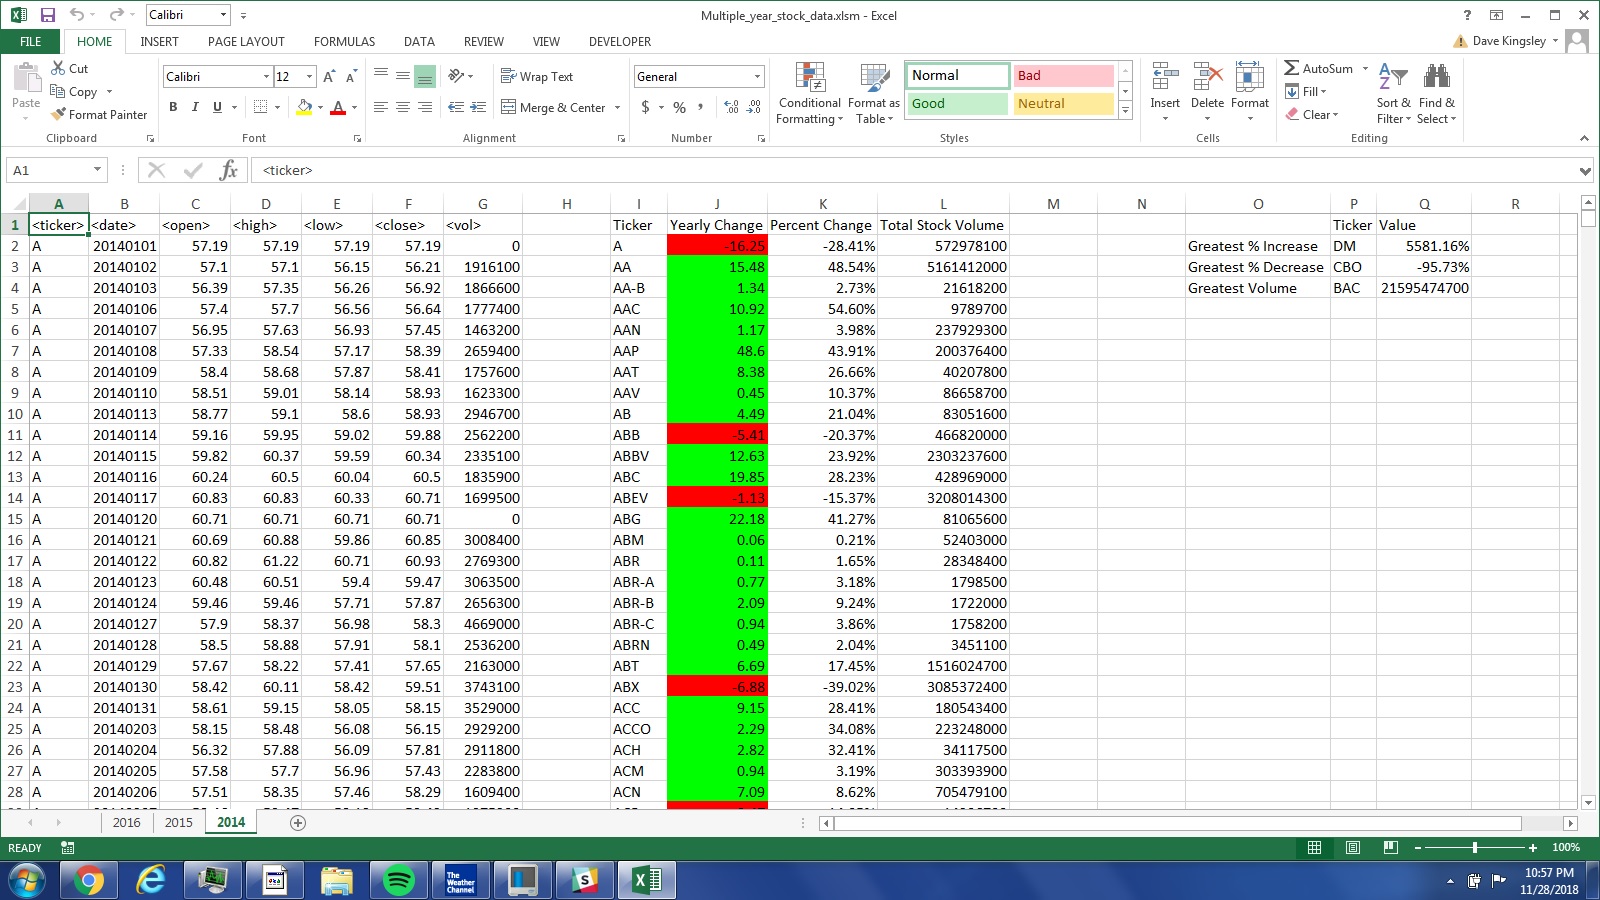 Calibri
Multiple_year_stock_data.xlsm - Excel
?
FILE HOME INSERT PAGE LAYOUT FORMULAS DATA REVIEW VIEW DEVELOPER Dave Kingsley
Paste
Cut
Copy
Format Painter
Clipboard
Calibri 12
B I U
Font
Wrap Text
Merge & Center
Alignment
General
$ % ,
Number
Conditional Formatting
Format as Table
Normal Bad
Good Neutral
Styles
Insert Delete Format
Cells
AutoSum
Fill
Clear
Sort & Filter
Find & Select
Editing
A1 fx <ticker>
A B C D E F G H I J K L M N O P Q R
1 <ticker> <date> <open> <high> <low> <close> <vol> Ticker Yearly Change Percent Change Total Stock Volume Ticker Value
2 A 20140101 57.19 57.19 57.19 57.19 0 A -16.25 -28.41% 572978100 Greatest % Increase DM 5581.16%
3 A 20140102 57.1 57.1 56.15 56.21 1916100 AA 15.48 48.54% 5161412000 Greatest % Decrease CBO -95.73%
4 A 20140103 56.39 57.35 56.26 56.92 1866600 AA-B 1.34 2.73% 21618200 Greatest Volume BAC 21595474700
5 A 20140106 57.4 57.7 56.56 56.64 1777400 AAC 10.92 54.60% 9789700
6 A 20140107 56.95 57.63 56.93 57.45 1463200 AAN 1.17 3.98% 237929300
7 A 20140108 57.33 58.54 57.17 58.39 2659400 AAP 48.6 43.91% 200376400
8 A 20140109 58.4 58.68 57.87 58.41 1757600 AAT 8.38 26.66% 40207800
9 A 20140110 58.51 59.01 58.14 58.93 1623300 AAV 0.45 10.37% 86658700
10 A 20140113 58.77 59.1 58.6 58.93 2946700 AB 4.49 21.04% 83051600
11 A 20140114 59.16 59.95 59.02 59.88 2562200 ABB -5.41 -20.37% 466820000
12 A 20140115 59.82 60.37 59.59 60.34 2335100 ABBV 12.63 23.92% 2303237600
13 A 20140116 60.24 60.5 60.04 60.5 1835900 ABC 19.85 28.23% 428969000
14 A 20140117 60.83 60.83 60.33 60.71 1699500 ABEV -1.13 -15.37% 3208014300
15 A 20140120 60.71 60.71 60.71 60.71 0 ABG 22.18 41.27% 81065600
16 A 20140121 60.69 60.88 59.86 60.85 3008400 ABM 0.06 0.21% 52403000
17 A 20140122 60.82 61.22 60.71 60.93 2769300 ABR 0.11 1.65% 28348400
18 A 20140123 60.48 60.51 59.4 59.47 3063500 ABR-A 0.77 3.18% 1798500
19 A 20140124 59.46 59.46 57.71 57.87 2656300 ABR-B 2.09 9.24% 1722000
20 A 20140127 57.9 58.37 56.98 58.3 4669000 ABR-C 0.94 3.86% 1758200
21 A 20140128 58.5 58.88 57.91 58.1 2536200 ABRN 0.49 2.04% 3451100
22 A 20140129 57.67 58.22 57.41 57.65 2163000 ABT 6.69 17.45% 1516024700
23 A 20140130 58.42 60.11 58.42 59.51 3743100 ABX -6.88 -39.02% 3085372400
24 A 20140131 58.61 59.15 58.05 58.15 3529000 ACC 9.15 28.41% 180543400
25 A 20140203 58.15 58.48 56.08 56.15 2929200 ACCO 2.29 34.08% 223248000
26 A 20140204 56.32 57.88 56.09 57.81 2911800 ACH 2.82 32.41% 34117500
27 A 20140205 57.58 57.7 56.96 57.43 2283800 ACM 0.94 3.19% 303393900
28 A 20140206 57.51 58.35 57.46 58.29 1609400 ACN 7.09 8.62% 705479100
2016 2015 2014
READY 100%
The Weather Channel
10:57 PM
11/28/2018